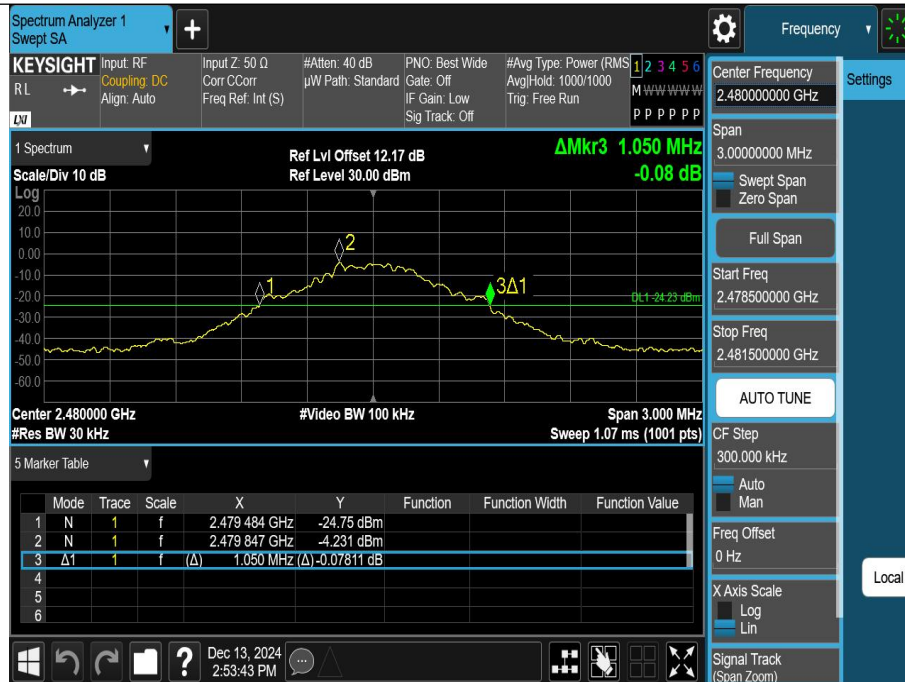 Spectrum Analyzer 1
Swept SA
+
Frequency
KEYSIGHT
RL
LXI
Input: RF
Coupling: DC
Align: Auto
Input Z: 50 Ω
Corr CCorr
Freq Ref: Int (S)
#Atten: 40 dB
µW Path: Standard
PNO: Best Wide
Gate: Off
IF Gain: Low
Sig Track: Off
#Avg Type: Power (RMS
Avg|Hold: 1000/1000
Trig: Free Run
1 2 3 4 5 6
M W W W W W
P P P P P P
1 Spectrum
Scale/Div 10 dB
Ref Lvl Offset 12.17 dB
Ref Level 30.00 dBm
ΔMkr3 1.050 MHz
-0.08 dB
Log
20.0
10.0
0.00
-10.0
-20.0
-30.0
-40.0
-50.0
-60.0
1
2
3Δ1
DL1 -24.23 dBm
Center 2.480000 GHz
#Video BW 100 kHz
Span 3.000 MHz
#Res BW 30 kHz
Sweep 1.07 ms (1001 pts)
5 Marker Table
Mode Trace Scale X Y Function Function Width Function Value
1 N 1 f 2.479 484 GHz -24.75 dBm
2 N 1 f 2.479 847 GHz -4.231 dBm
3 Δ1 1 f (Δ) 1.050 MHz (Δ) -0.07811 dB
4
5
6
?
Dec 13, 2024
2:53:43 PM
Center Frequency
2.480000000 GHz
Span
3.00000000 MHz
Swept Span
Zero Span
Full Span
Start Freq
2.478500000 GHz
Stop Freq
2.481500000 GHz
AUTO TUNE
CF Step
300.000 kHz
Auto
Man
Freq Offset
0 Hz
X Axis Scale
Log
Lin
Signal Track
(Span Zoom)
Settings
Local